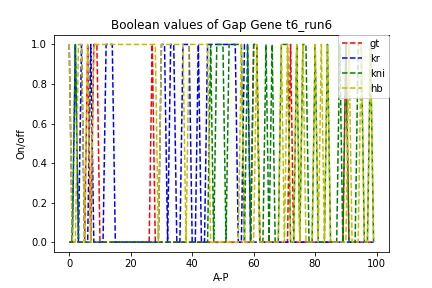 Boolean values of Gap Gene t6_run6
gt
kr
kni
hb
1.0
0.8
0.6
0.4
0.2
0.0
On/off
0 20 40 60 80 100
A-P